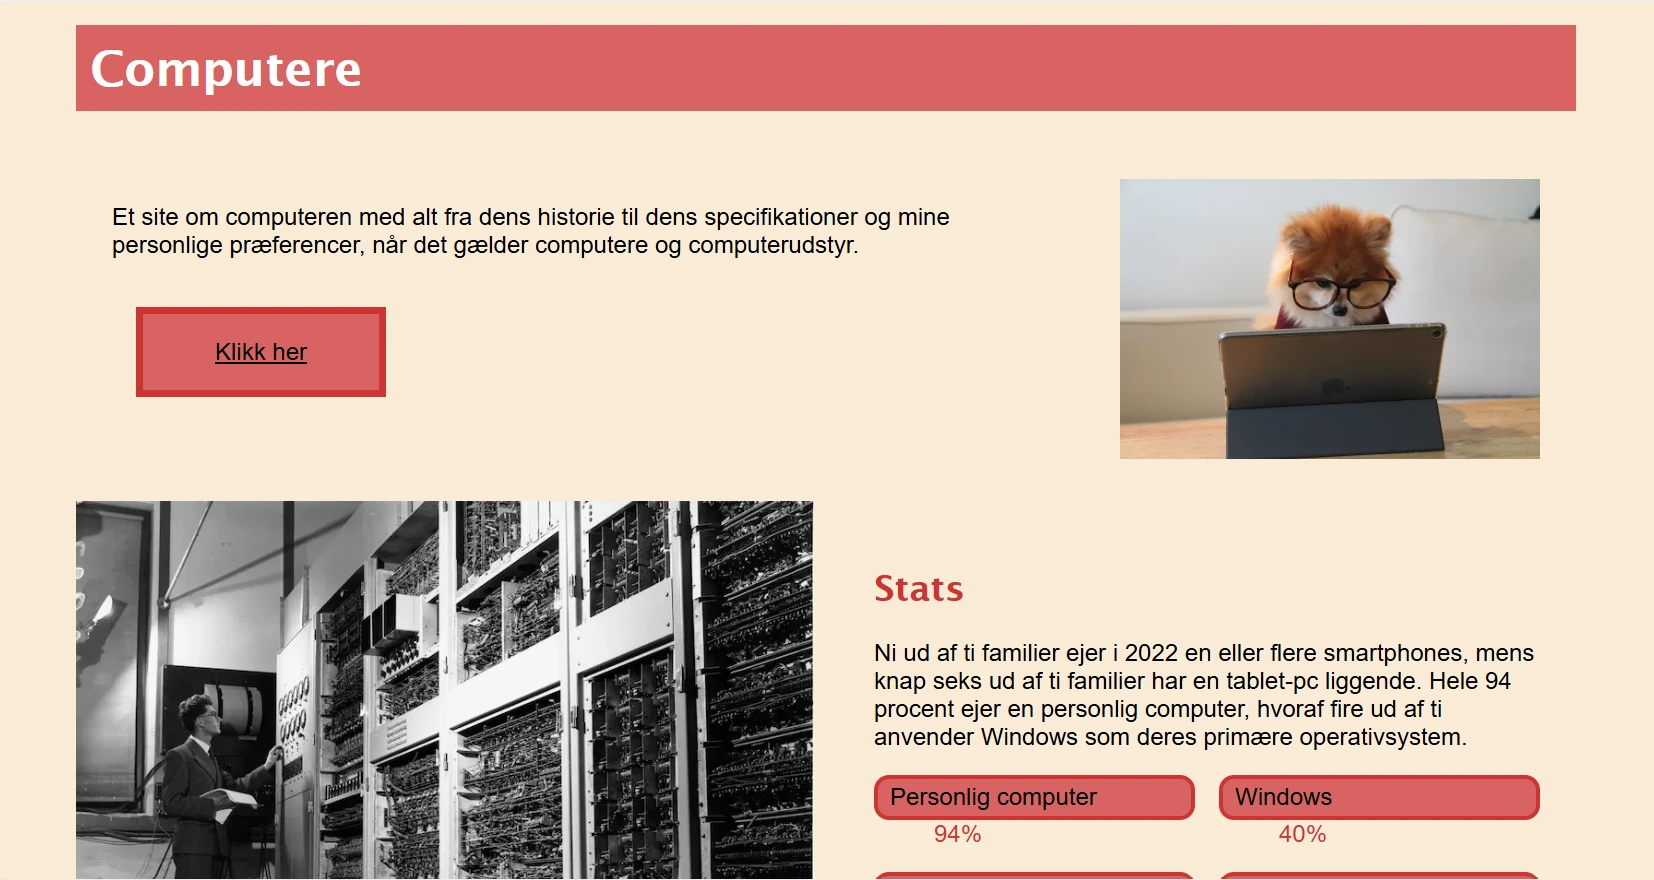 Computere
Et site om computeren med alt fra dens historie til dens specifikationer og mine
personlige præferencer, når det gælder computere og computerudstyr.
Klikk her
Stats
Ni ud af ti familier ejer i 2022 en eller flere smartphones, mens
knap seks ud af ti familier har en tablet-pc liggende. Hele 94
procent ejer en personlig computer, hvoraf fire ud af ti
anvender Windows som deres primære operativsystem.
Personlig computer
94%
Windows
40%